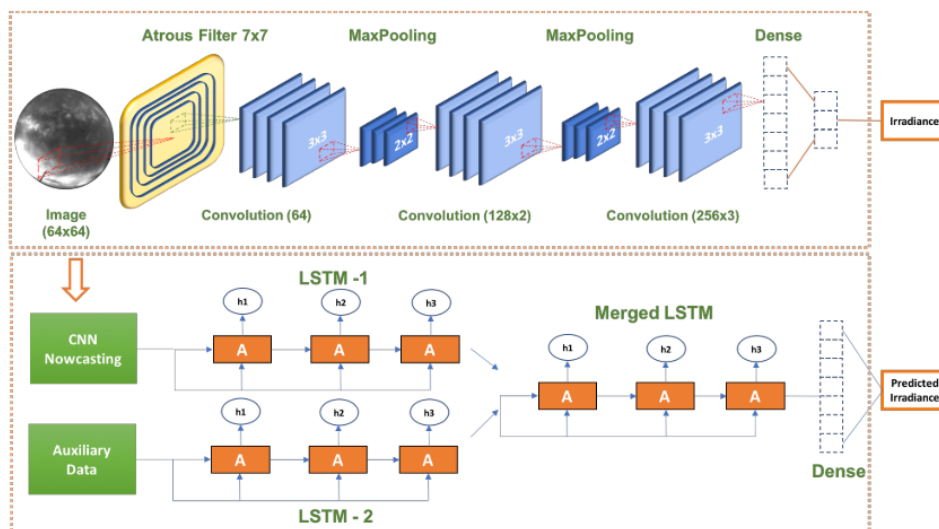 Atrous Filter 7x7
MaxPooling
MaxPooling
Dense
3x3
2x2
3x3
2x2
3x3
Irradiance
Image
(64x64)
Convolution (64)
Convolution (128x2)
Convolution (256x3)
LSTM -1
h1
h2
h3
CNN
Nowcasting
A
A
A
Merged LSTM
h1
h2
h3
A
A
A
Predicted
Irradiance
h1
h2
h3
Auxiliary
Data
A
A
A
Dense
LSTM - 2